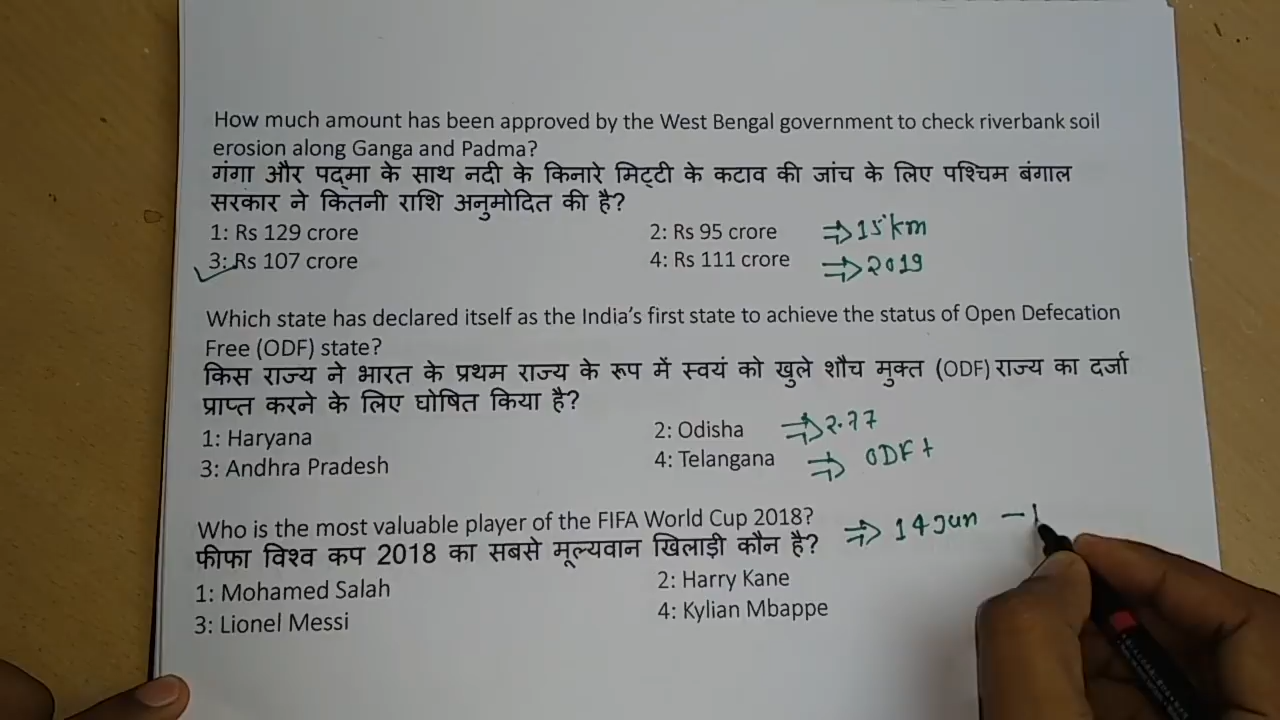 How much amount has been approved by the West Bengal government to check riverbank soil
erosion along Ganga and Padma?
गंगा और पद्मा के साथ नदी के किनारे मिट्टी के कटाव की जांच के लिए पश्चिम बंगाल
सरकार ने कितनी राशि अनुमोदित की है?
1: Rs 129 crore 2: Rs 95 crore ⇒ 15 km
3: Rs 107 crore 4: Rs 111 crore ⇒ 2019
Which state has declared itself as the India's first state to achieve the status of Open Defecation
Free (ODF) state?
किस राज्य ने भारत के प्रथम राज्य के रूप में स्वयं को खुले शौच मुक्त (ODF) राज्य का दर्जा
प्राप्त करने के लिए घोषित किया है?
1: Haryana 2: Odisha ⇒ 2.77
3: Andhra Pradesh 4: Telangana ⇒ ODF+
Who is the most valuable player of the FIFA World Cup 2018? ⇒ 14 Jun - 1
फीफा विश्व कप 2018 का सबसे मूल्यवान खिलाड़ी कौन है?
1: Mohamed Salah 2: Harry Kane
3: Lionel Messi 4: Kylian Mbappe